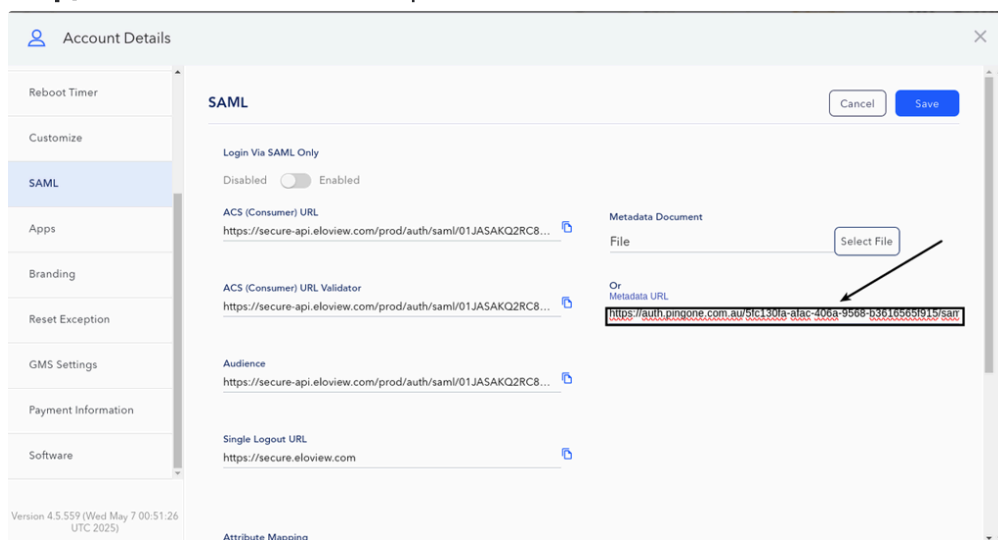 Account Details
Reboot Timer
Customize
SAML
Apps
Branding
Reset Exception
GMS Settings
Payment Information
Software
Version 4.5.559 (Wed May 7 00:51:26
UTC 2025)
SAML
Cancel
Save
Login Via SAML Only
Disabled
Enabled
ACS (Consumer) URL
https://secure-api.eloview.com/prod/auth/saml/01JASAKQ2RC8...
ACS (Consumer) URL Validator
https://secure-api.eloview.com/prod/auth/saml/01JASAKQ2RC8...
Audience
https://secure-api.eloview.com/prod/auth/saml/01JASAKQ2RC8...
Single Logout URL
https://secure.eloview.com
Attribute Mapping
Metadata Document
File
Select File
Or
Metadata URL
https://auth.pingone.com.au/5fc130fa-afac-406a-9568-b3616565f915/sam